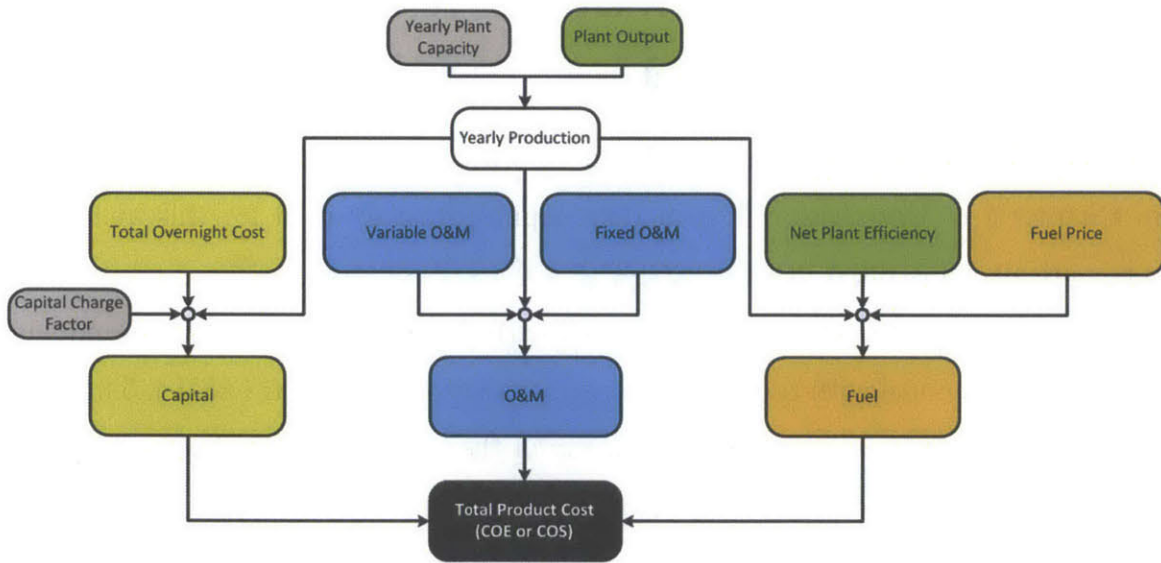 Yearly Plant
Capacity
Plant Output
Yearly Production
Total Overnight Cost
Variable O&M
Fixed O&M
Net Plant Efficiency
Fuel Price
Capital Charge
Factor
Capital
O&M
Fuel
Total Product Cost
(COE or COS)